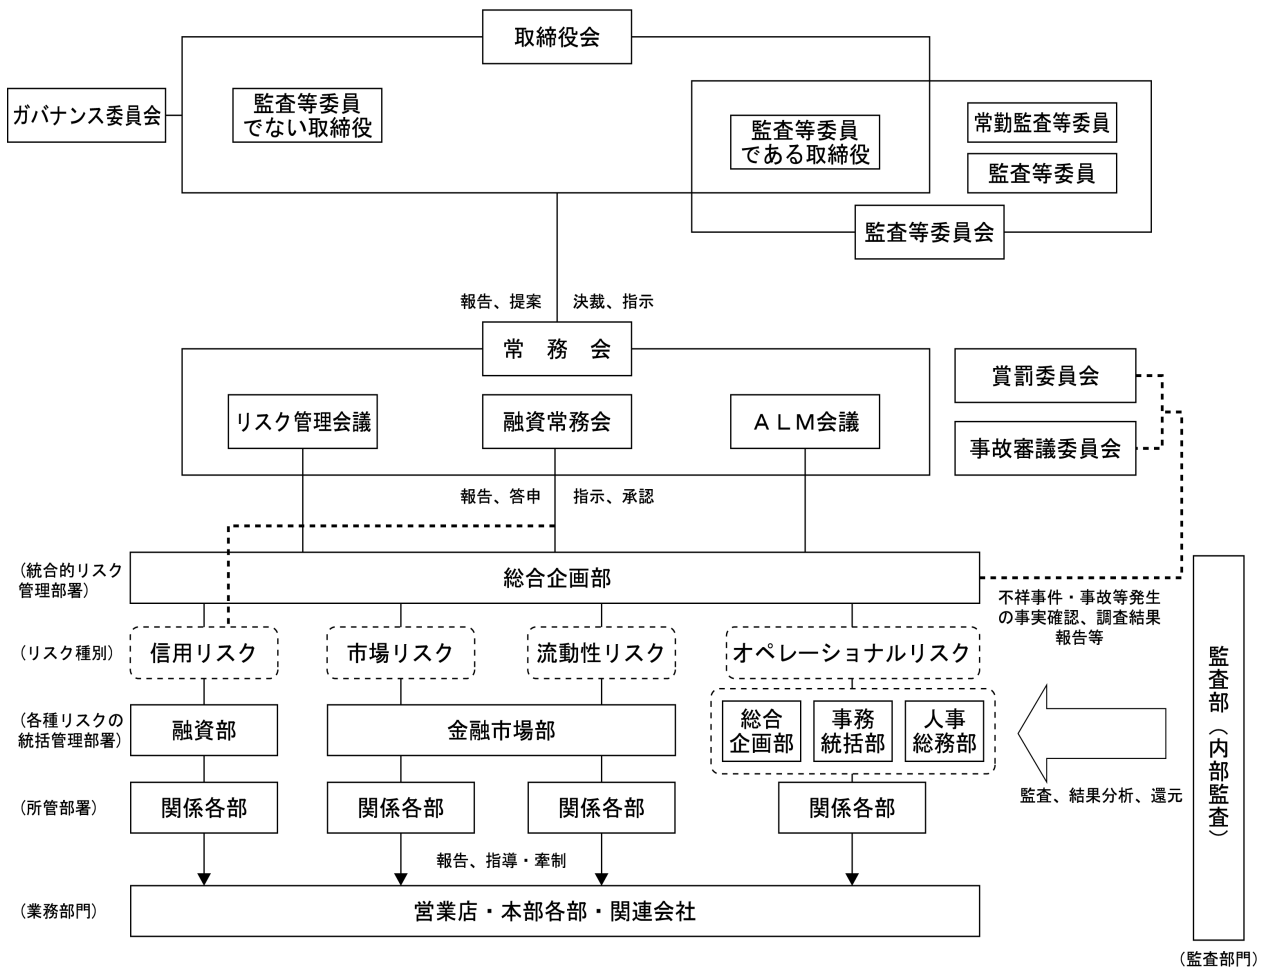 取締役会
ガバナンス委員会
監査等委員
でない取締役
監査等委員
である取締役
常勤監査等委員
監査等委員
監査等委員会
報告、提案
決裁、指示
常　務　会
リスク管理会議
融資常務会
ＡＬＭ会議
賞罰委員会
事故審議委員会
報告、答申
指示、承認
（統合的リスク
管理部署）
総合企画部
不祥事件・事故等発生
の事実確認、調査結果
報告等
（リスク種別）
信用リスク
市場リスク
流動性リスク
オペレーショナルリスク
（各種リスクの
統括管理部署）
融資部
金融市場部
総合
企画部
事務
統括部
人事
総務部
監査、結果分析、還元
（所管部署）
関係各部
関係各部
関係各部
関係各部
報告、指導・牽制
（業務部門）
営業店・本部各部・関連会社
監査部（内部監査）
（監査部門）